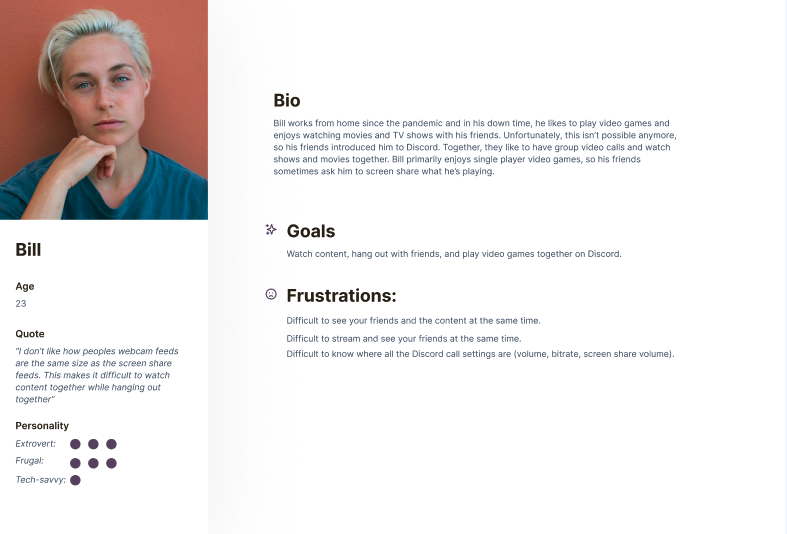 Bill
Age
23
Quote
"I don't like how peoples webcam feeds
are the same size as the screen share
feeds. This makes it difficult to watch
content together while hanging out
together"
Personality
Extrovert:
Frugal:
Tech-savvy:
Bio
Bill works from home since the pandemic and in his down time, he likes to play video games and
enjoys watching movies and TV shows with his friends. Unfortunately, this isn't possible anymore,
so his friends introduced him to Discord. Together, they like to have group video calls and watch
shows and movies together. Bill primarily enjoys single player video games, so his friends
sometimes ask him to screen share what he's playing.
Goals
Watch content, hang out with friends, and play video games together on Discord.
Frustrations:
Difficult to see your friends and the content at the same time.
Difficult to stream and see your friends at the same time.
Difficult to know where all the Discord call settings are (volume, bitrate, screen share volume).